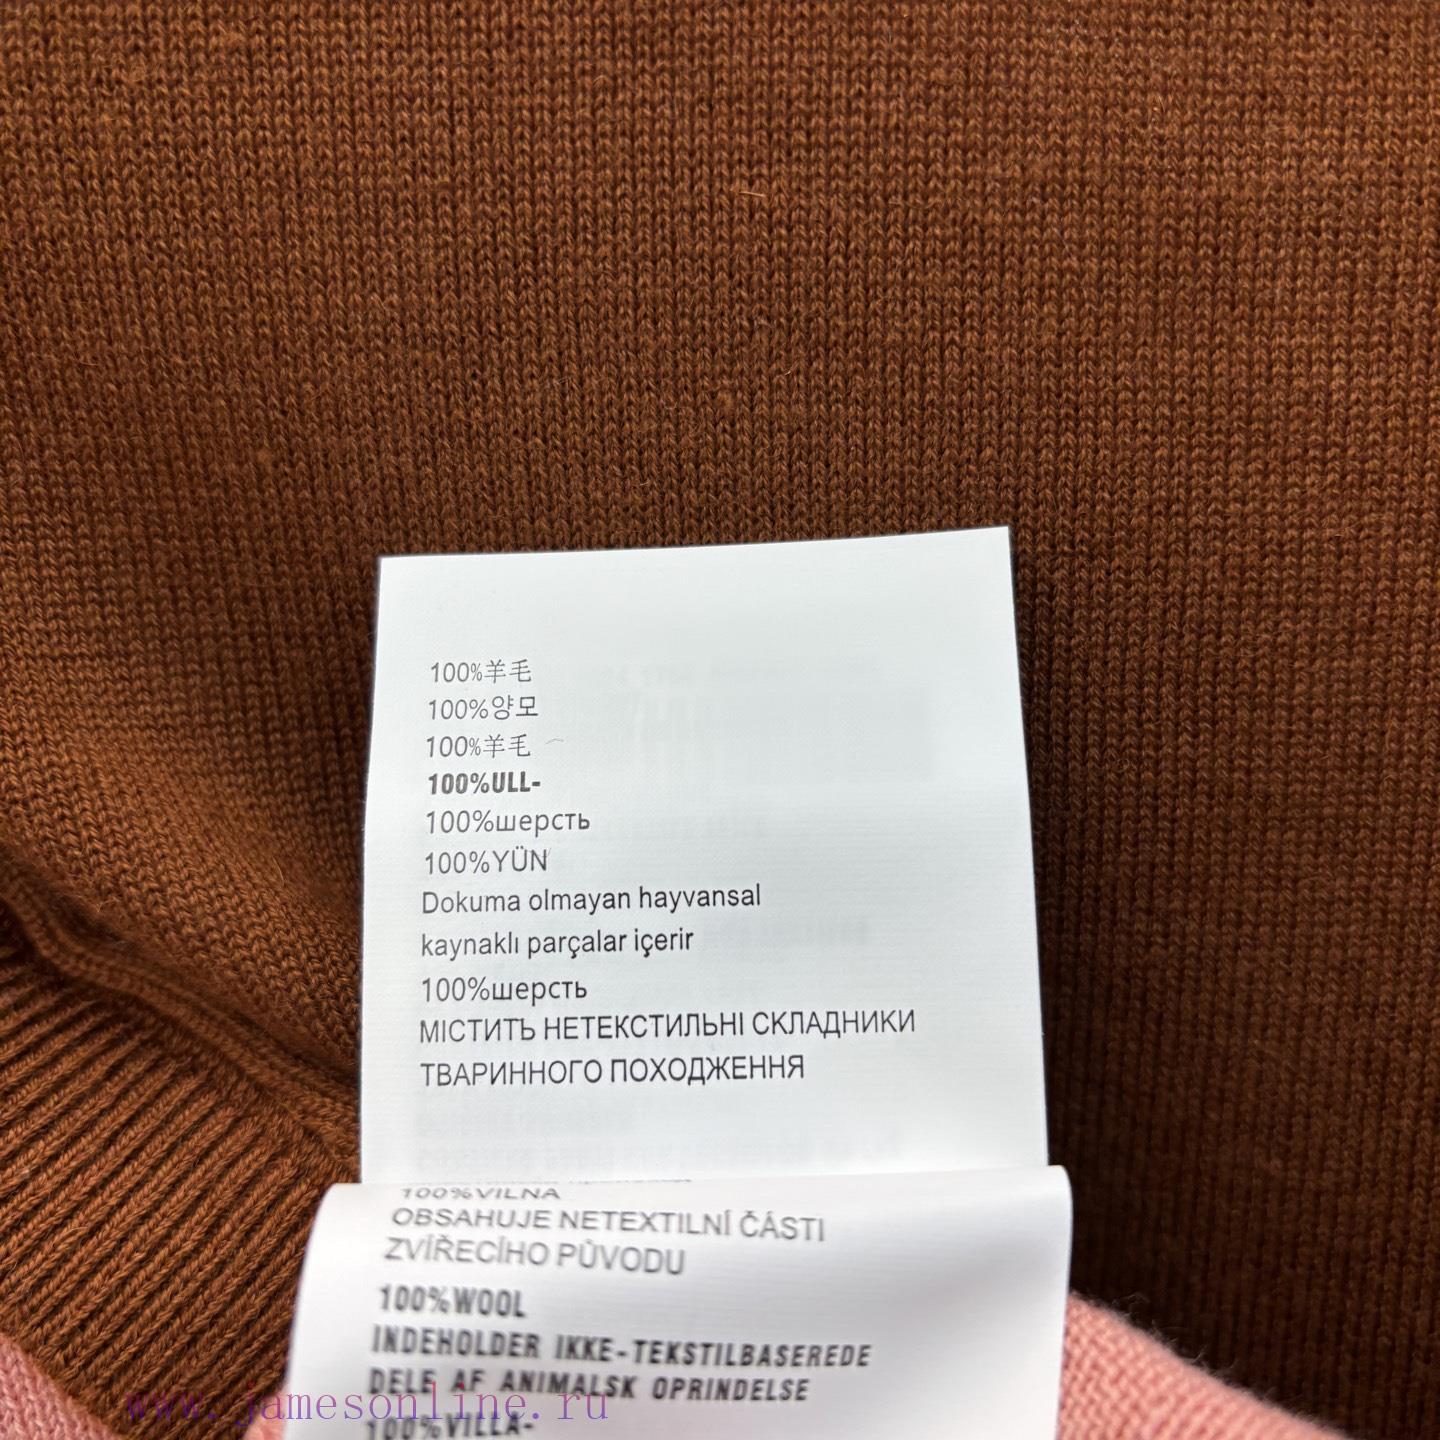 100%羊毛
100%양모
100%羊毛
100%ULL-
100%шерсть
100%YÜN
Dokuma olmayan hayvansal
kaynaklı parçalar içerir
100%шерсть
МІСТИТЬ НЕТЕКСТИЛЬНІ СКЛАДНИКИ
ТВАРИННОГО ПОХОДЖЕННЯ
100%VILNA
OBSAHUJE NETEXTILNÍ ČÁSTI
ZVÍŘECÍHO PŮVODU
100%WOOL
INDEHOLDER IKKE-TEKSTILBASEREDE
DELE AF ANIMALSK OPRINDELSE
100%VILLA-
www.jamesonline.ru